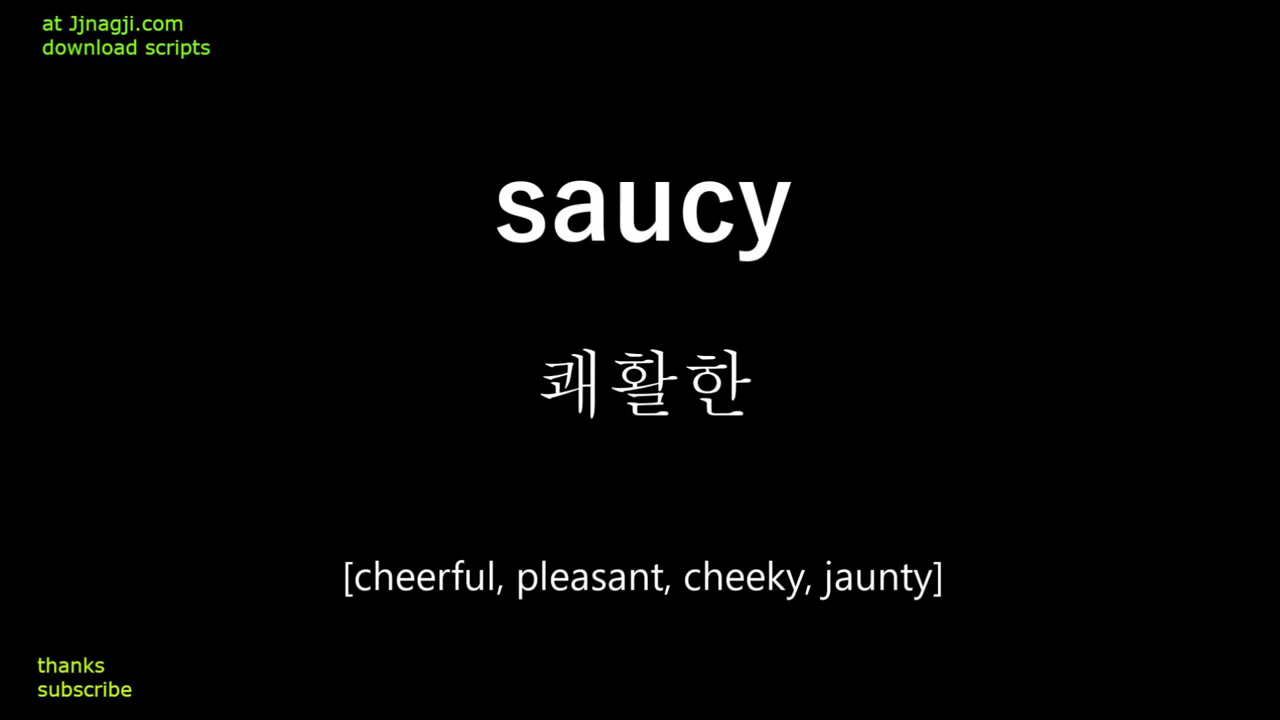 at Jjnagji.com
download scripts
saucy
쾌활한
[cheerful, pleasant, cheeky, jaunty]
thanks
subscribe